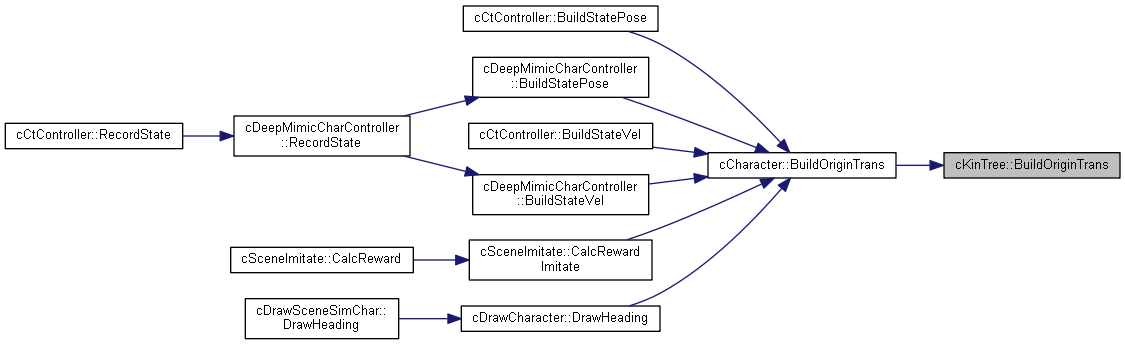 cCtController::BuildStatePose
cDeepMimicCharController
::BuildStatePose
cCtController::RecordState
cDeepMimicCharController
::RecordState
cCtController::BuildStateVel
cCharacter::BuildOriginTrans
cKinTree::BuildOriginTrans
cDeepMimicCharController
::BuildStateVel
cSceneImitate::CalcReward
cSceneImitate::CalcReward
Imitate
cDrawSceneSimChar::
DrawHeading
cDrawCharacter::DrawHeading